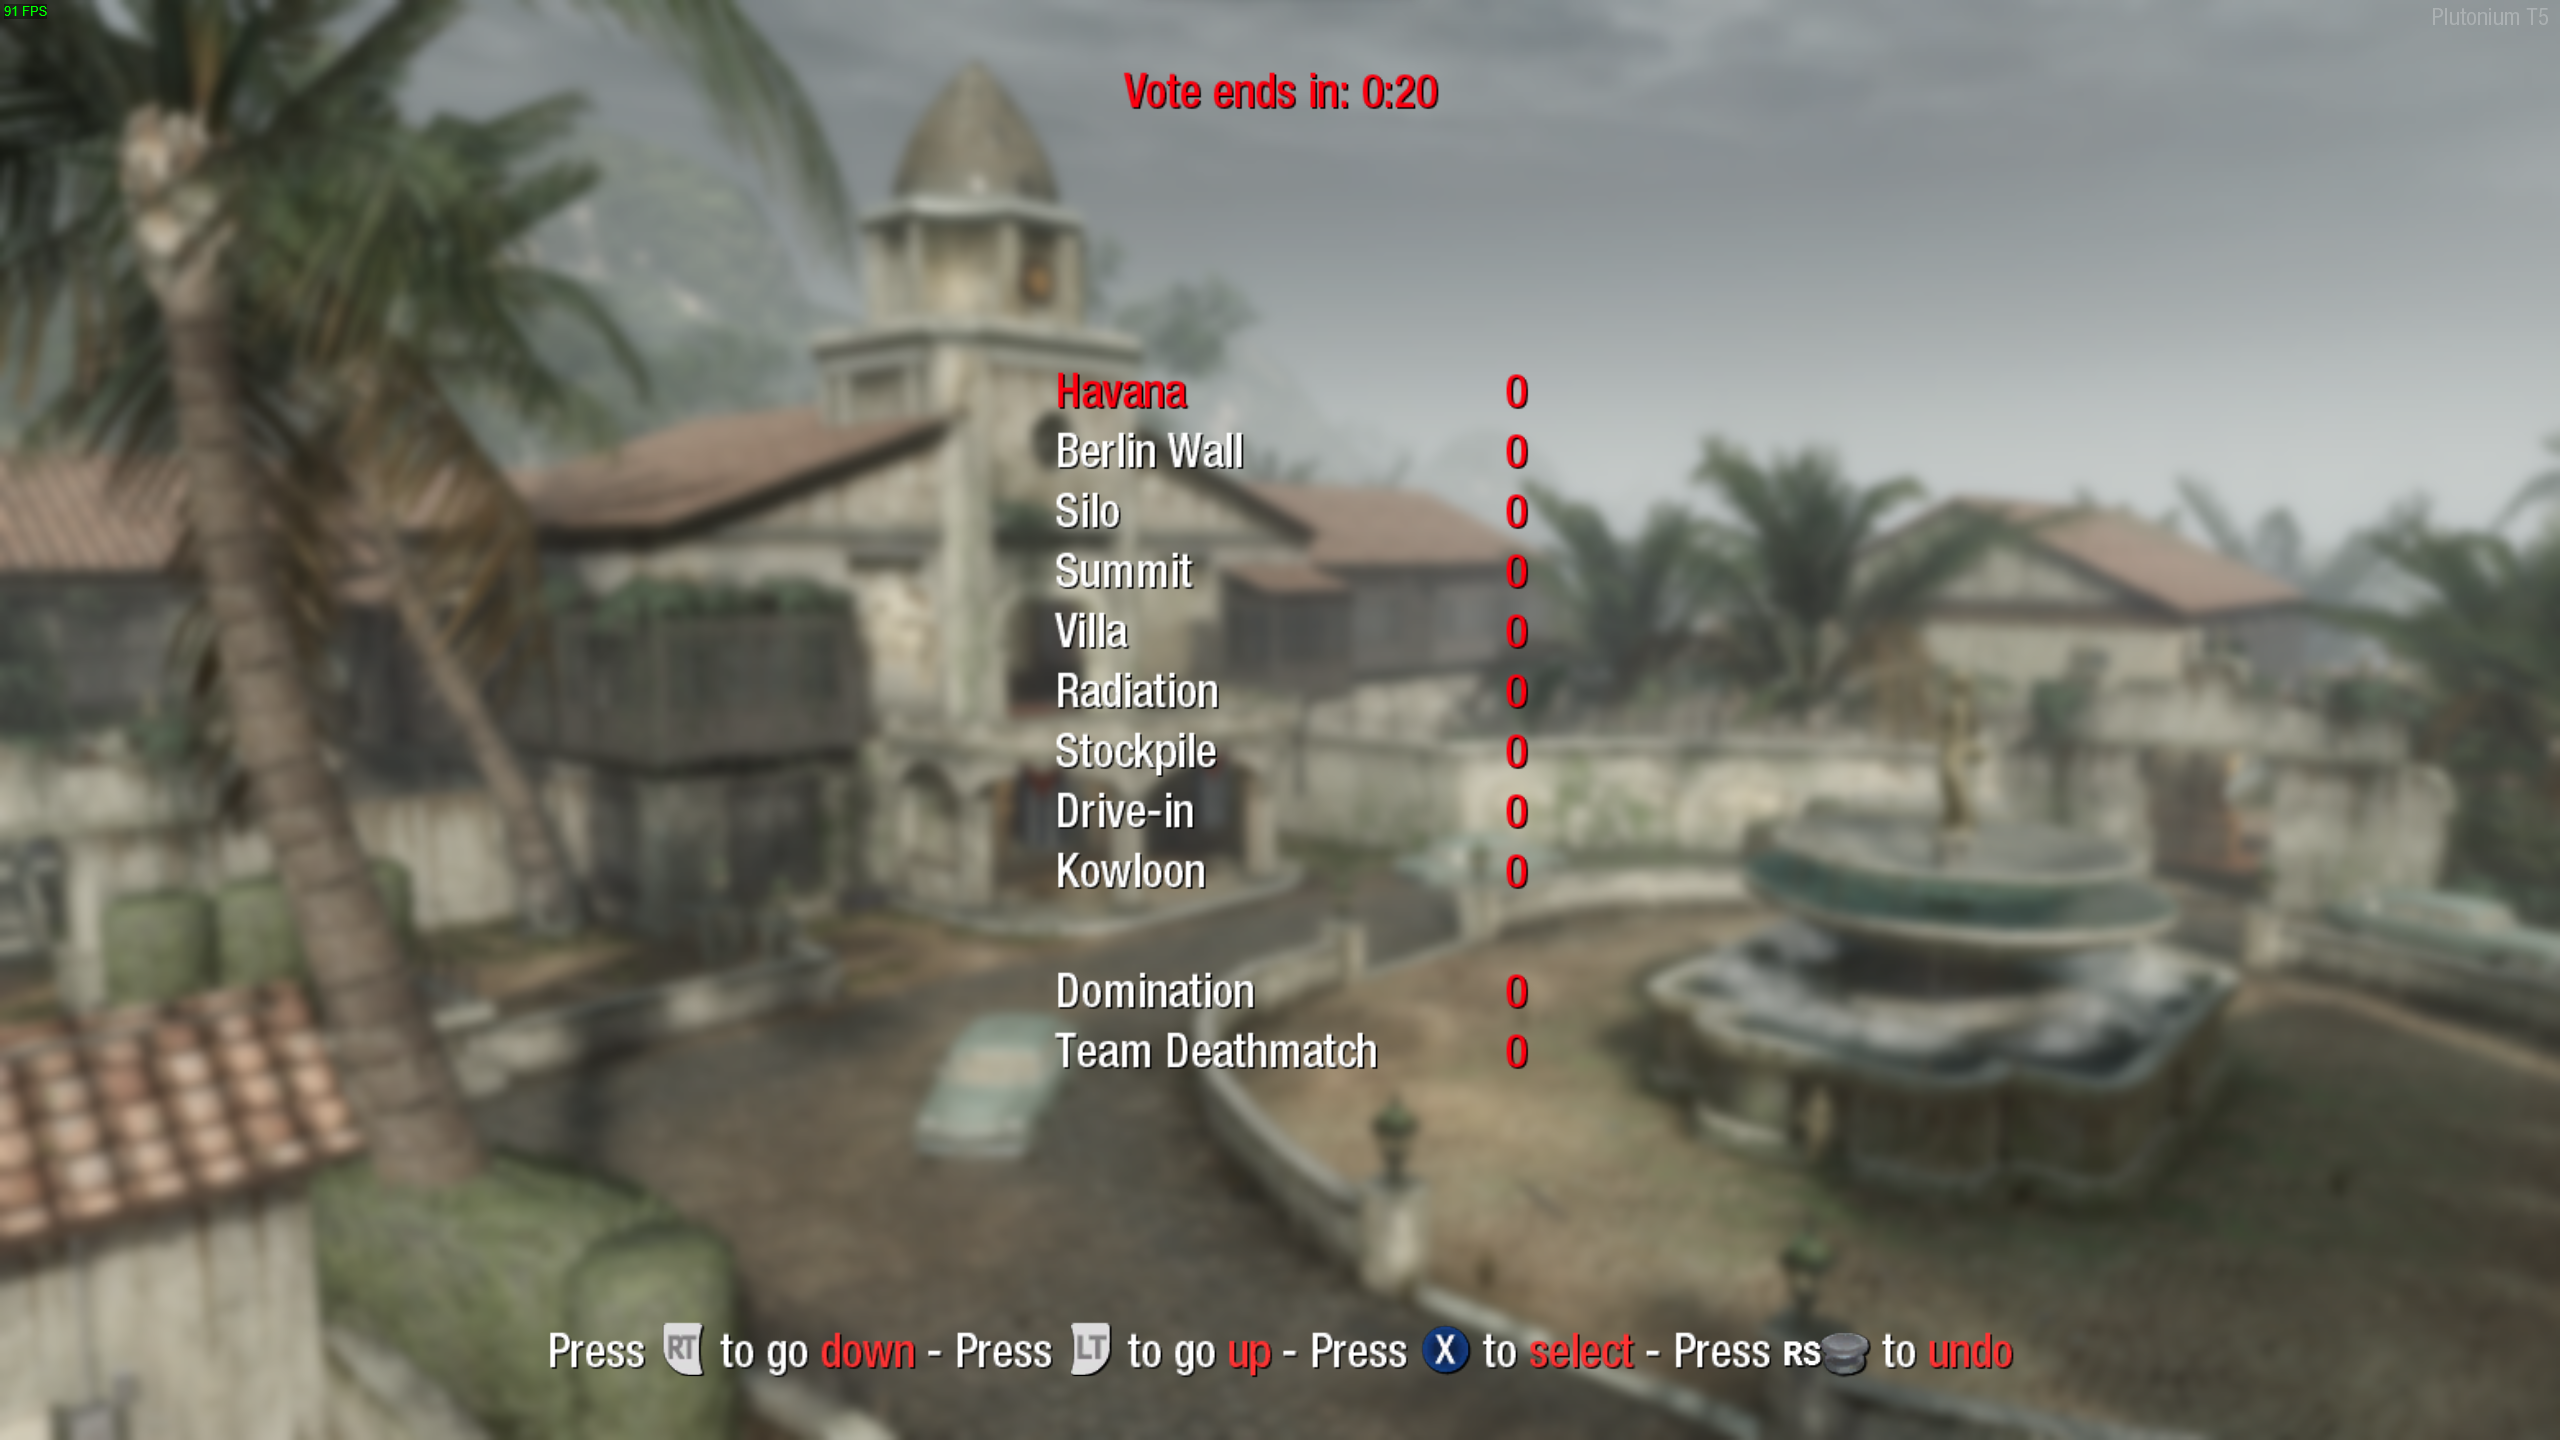 91 FPS
Plutonium T5
Vote ends in: 0:20
Havana 0
Berlin Wall 0
Silo 0
Summit 0
Villa 0
Radiation 0
Stockpile 0
Drive-in 0
Kowloon 0
Domination 0
Team Deathmatch 0
Press RT to go down - Press LT to go up - Press X to select - Press RS to undo